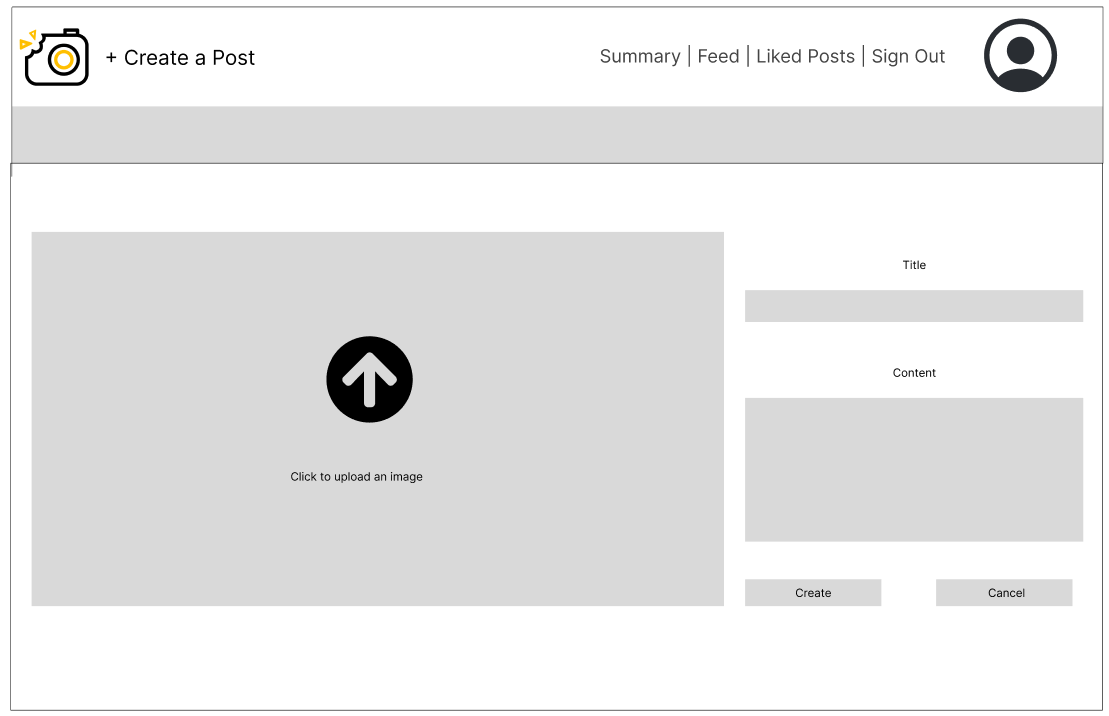 + Create a Post
Summary | Feed | Liked Posts | Sign Out
Click to upload an image
Title
Content
Create
Cancel